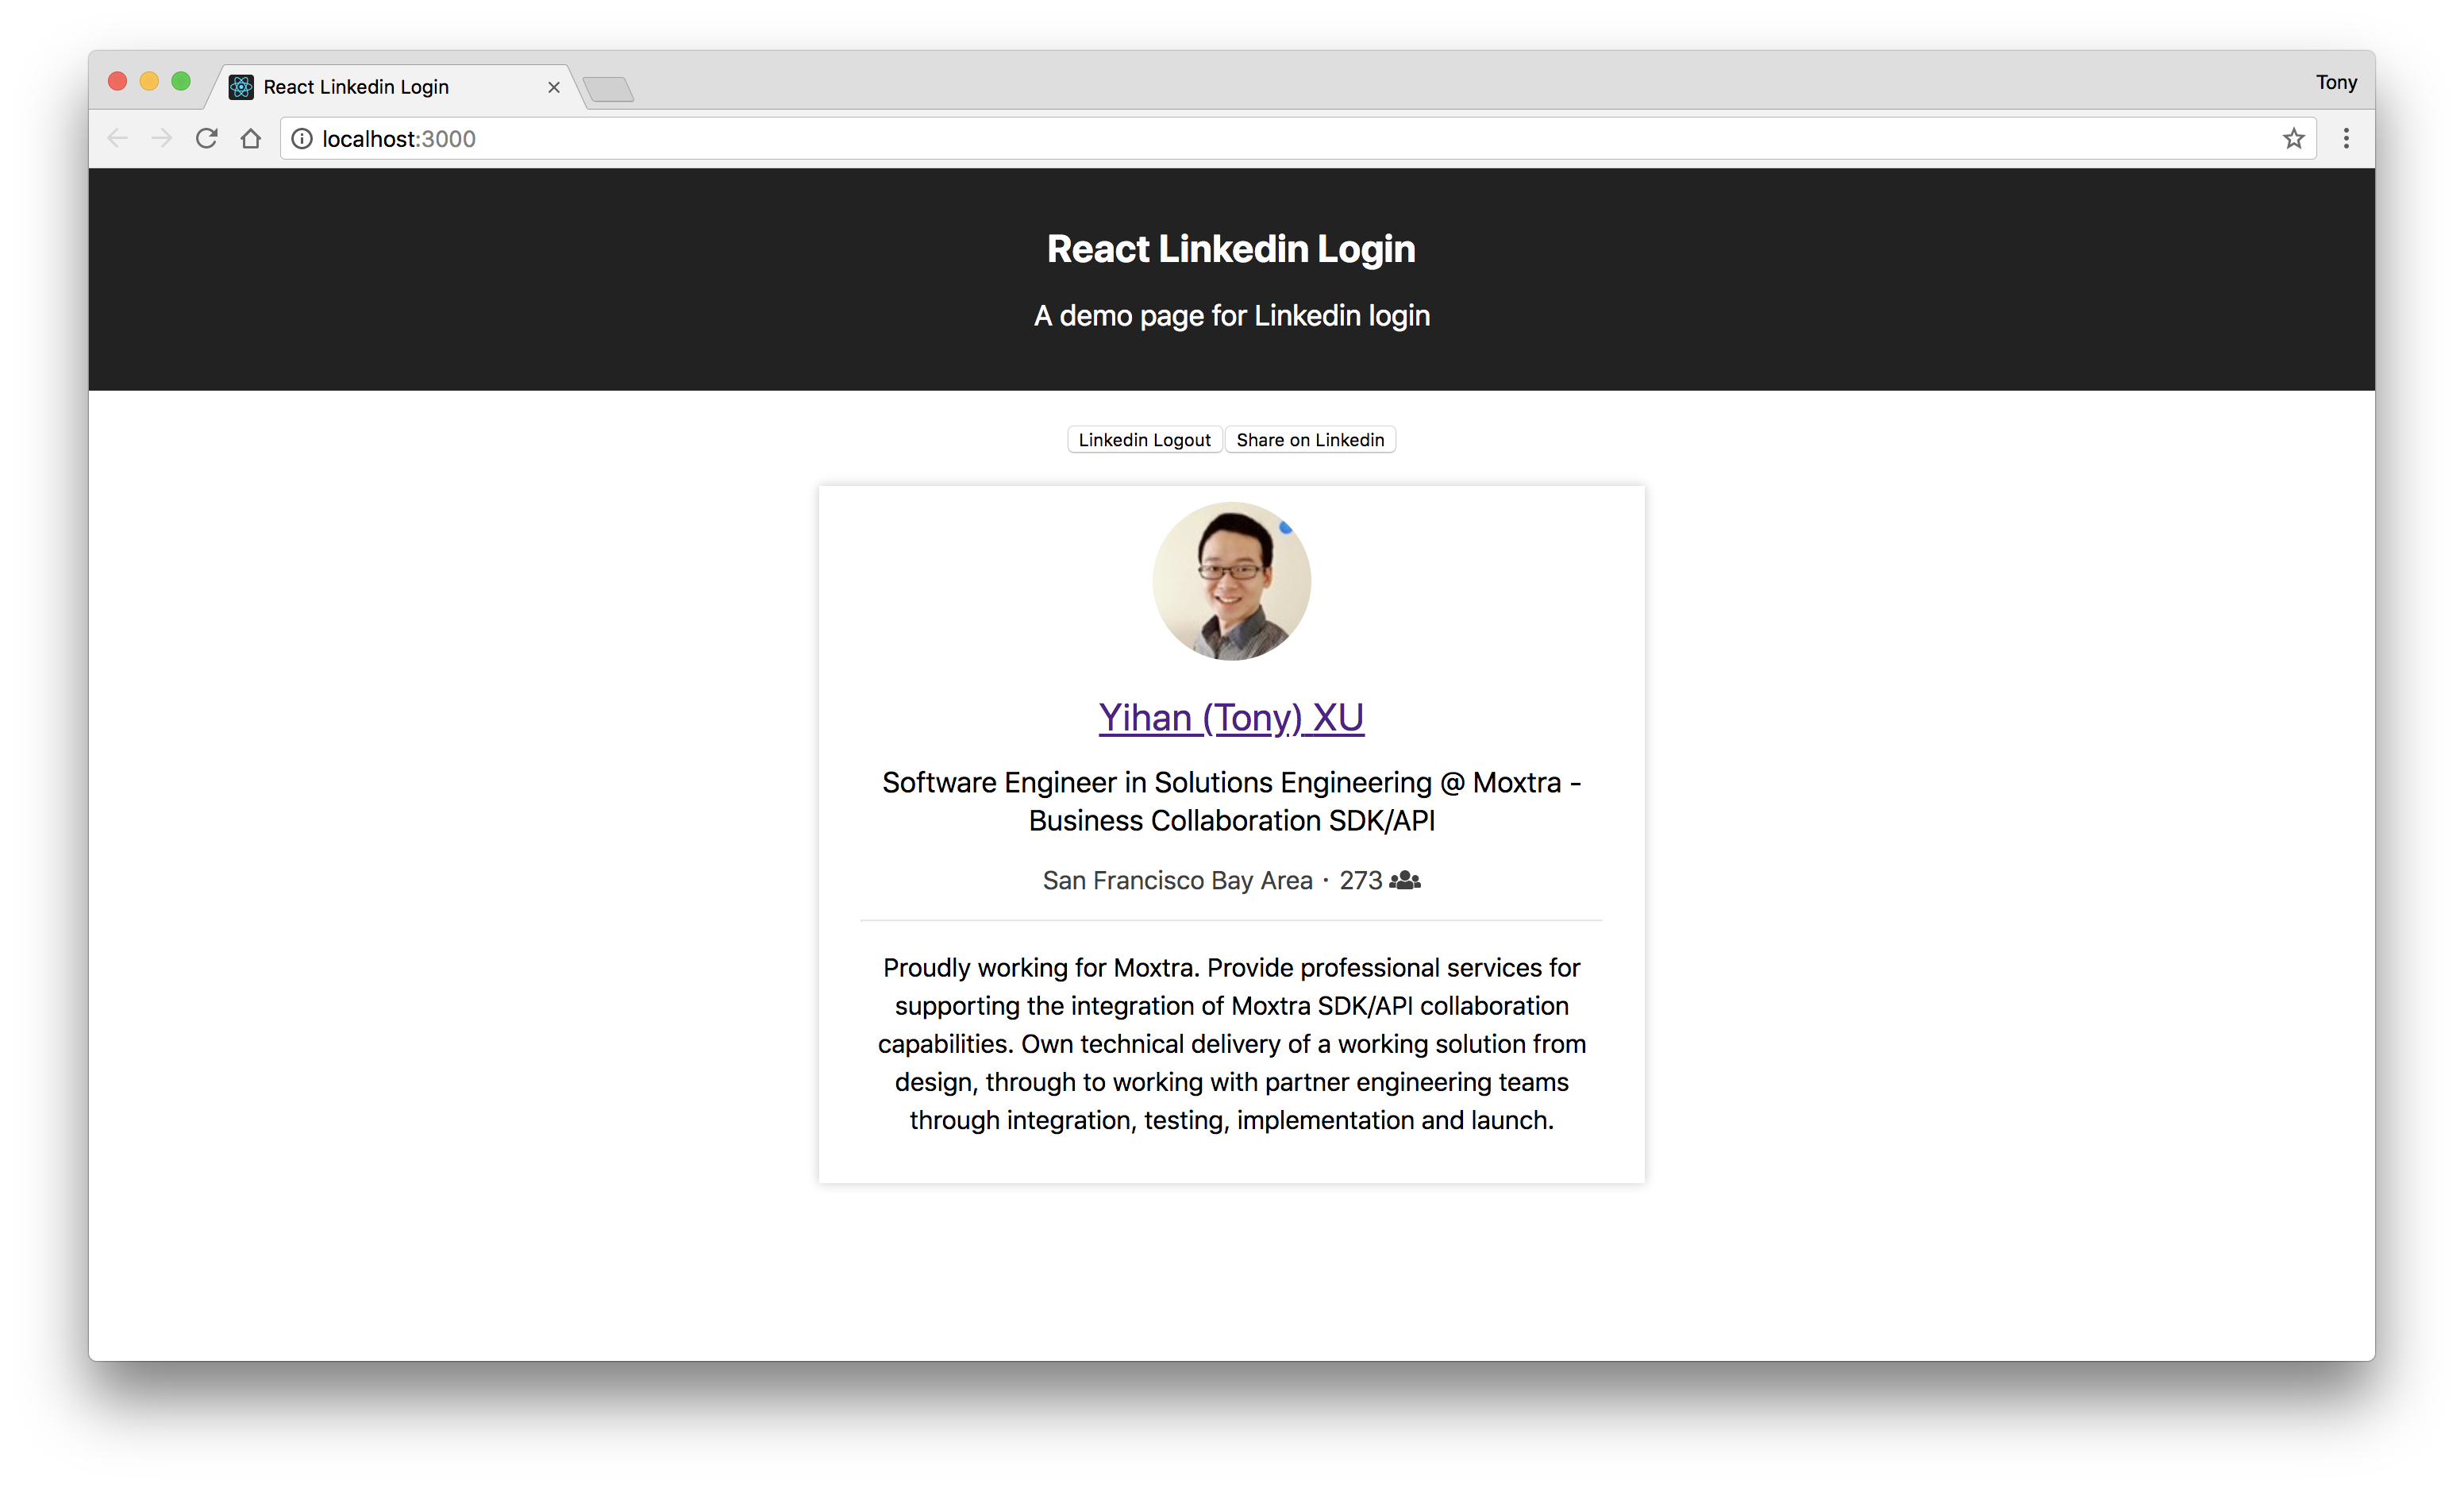 React Linkedin Login
Tony
localhost:3000
React Linkedin Login
A demo page for Linkedin login
Linkedin Logout
Share on Linkedin
Yihan (Tony) XU
Software Engineer in Solutions Engineering @ Moxtra -
Business Collaboration SDK/API
San Francisco Bay Area · 273
Proudly working for Moxtra. Provide professional services for
supporting the integration of Moxtra SDK/API collaboration
capabilities. Own technical delivery of a working solution from
design, through to working with partner engineering teams
through integration, testing, implementation and launch.